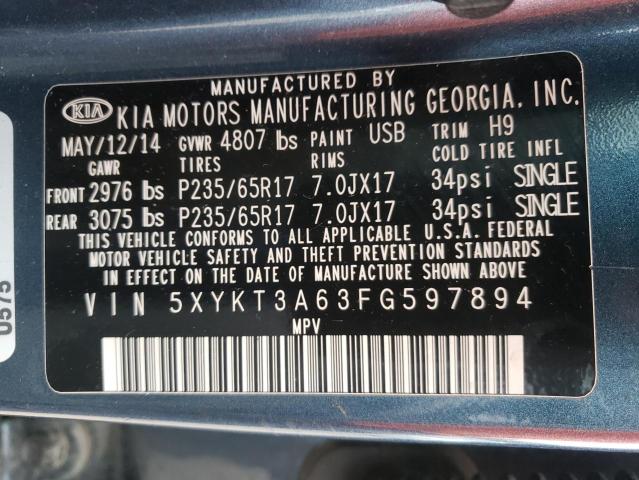 MANUFACTURED BY
KIA KIA MOTORS MANUFACTURING GEORGIA, INC.
MAY/12/14 GVWR 4807 lbs PAINT USB TRIM H9
GAWR TIRES RIMS COLD TIRE INFL
FRONT 2976 lbs P235/65R17 7.0JX17 34psi SINGLE
REAR 3075 lbs P235/65R17 7.0JX17 34psi SINGLE
THIS VEHICLE CONFORMS TO ALL APPLICABLE U.S.A. FEDERAL
MOTOR VEHICLE SAFETY AND THEFT PREVENTION STANDARDS
IN EFFECT ON THE DATE OF MANUFACTURE SHOWN ABOVE.
VIN 5XYKT3A63FG597894
MPV
0575